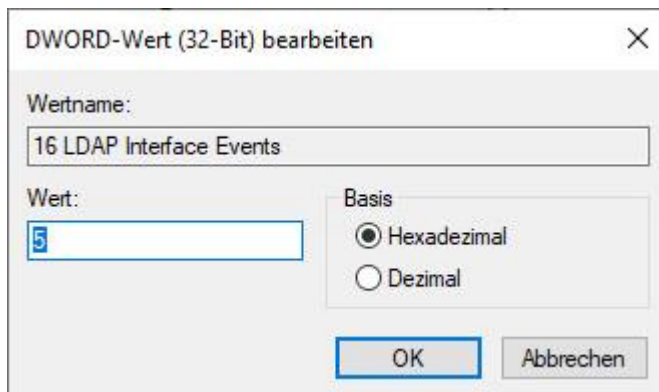 DWORD-Wert (32-Bit) bearbeiten
Wertname:
16 LDAP Interface Events
Wert:
5
Basis
Hexadezimal
Dezimal
OK
Abbrechen